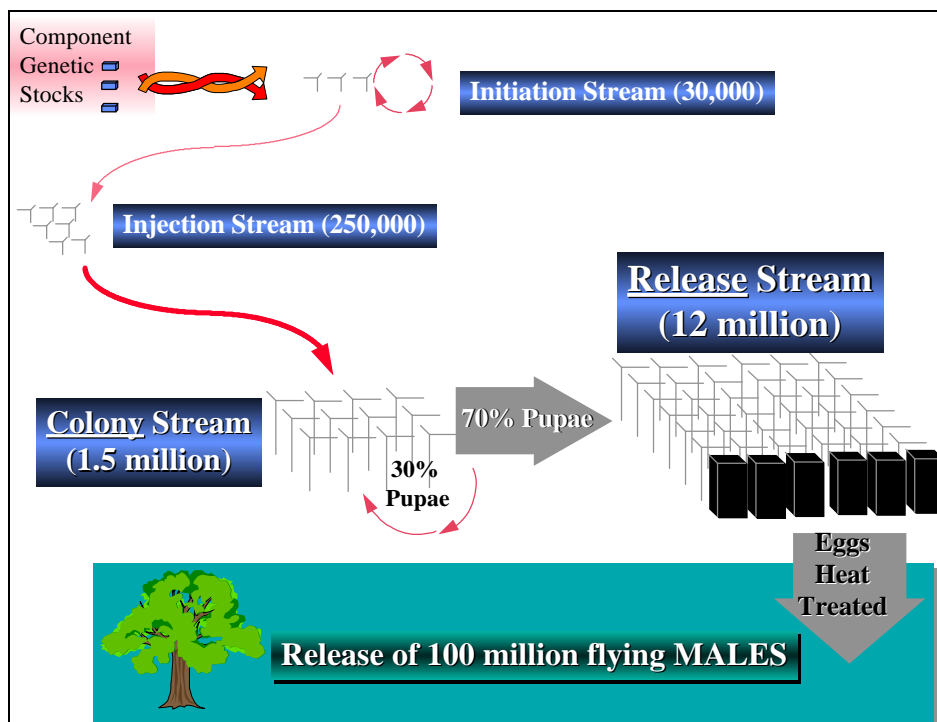 Component
Genetic
Stocks
Initiation Stream (30,000)
Injection Stream (250,000)
Release Stream
(12 million)
Colony Stream
(1.5 million)
70% Pupae
30%
Pupae
Eggs
Heat
Treated
Release of 100 million flying MALES